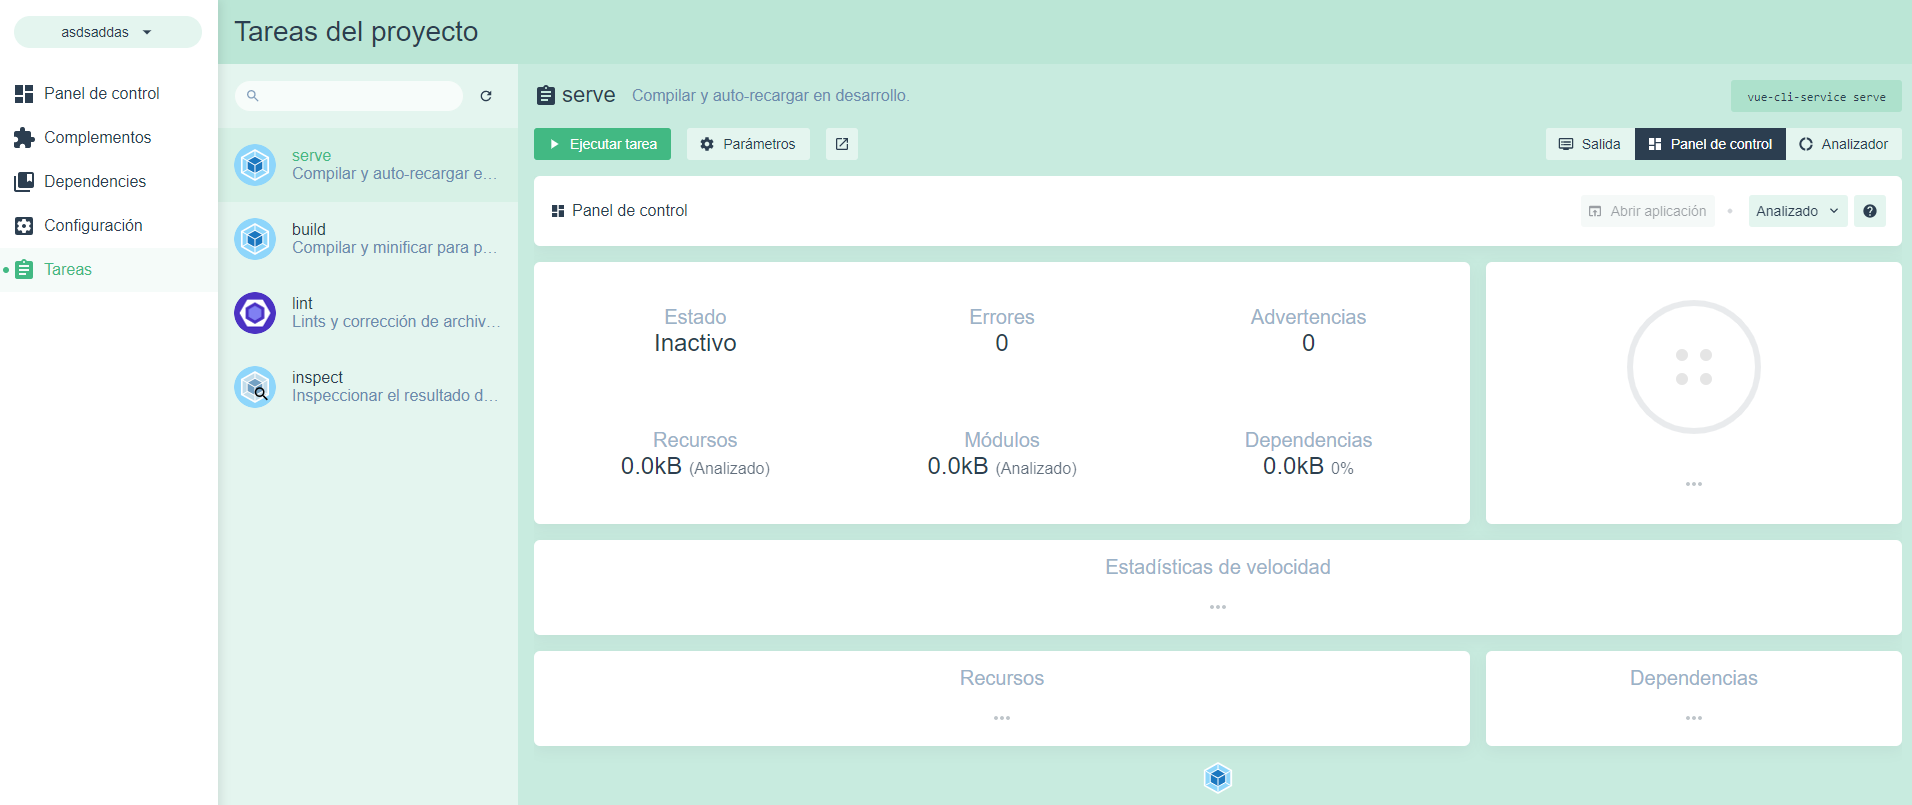 asdsaddas
Panel de control
Complementos
Dependencies
Configuración
Tareas
Tareas del proyecto
serve
Compilar y auto-recargar e...
build
Compilar y minificar para p...
lint
Lints y corrección de archiv...
inspect
Inspeccionar el resultado d...
serve Compilar y auto-recargar en desarrollo.
vue-cli-service serve
Ejecutar tarea Parámetros
Salida Panel de control Analizador
Panel de control
Abrir aplicación Analizado
Estado Errores Advertencias
Inactivo 0 0
Recursos Módulos Dependencias
0.0kB (Analizado) 0.0kB (Analizado) 0.0kB 0%
Estadísticas de velocidad
Recursos Dependencias